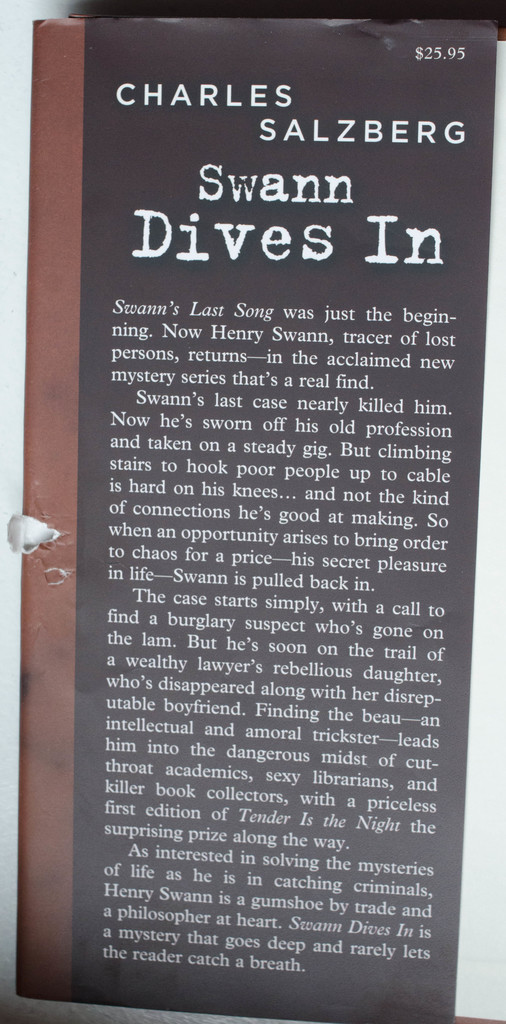 $25.95
CHARLES
SALZBERG
Swann
Dives In
Swann's Last Song was just the begin-
ning. Now Henry Swann, tracer of lost
persons, returns—in the acclaimed new
mystery series that's a real find.
Swann's last case nearly killed him.
Now he's sworn off his old profession
and taken on a steady gig. But climbing
stairs to hook poor people up to cable
is hard on his knees… and not the kind
of connections he's good at making. So
when an opportunity arises to bring order
to chaos for a price—his secret pleasure
in life—Swann is pulled back in.
The case starts simply, with a call to
find a burglary suspect who's gone on
the lam. But he's soon on the trail of
a wealthy lawyer's rebellious daughter,
who's disappeared along with her disrep-
utable boyfriend. Finding the beau—an
intellectual and amoral trickster—leads
him into the dangerous midst of cut-
throat academics, sexy librarians, and
killer book collectors, with a priceless
first edition of Tender Is the Night the
surprising prize along the way.
As interested in solving the mysteries
of life as he is in catching criminals,
Henry Swann is a gumshoe by trade and
a philosopher at heart. Swann Dives In is
a mystery that goes deep and rarely lets
the reader catch a breath.